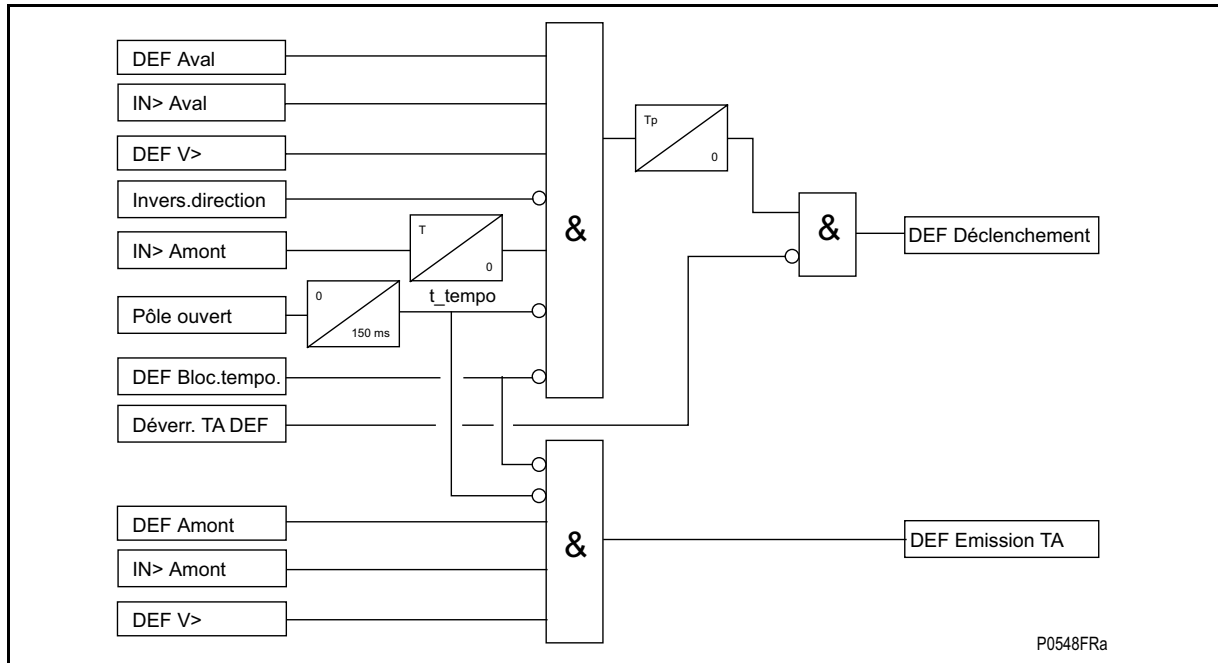 DEF Aval
IN> Aval
DEF V>
Invers.direction
IN> Amont
Pôle ouvert
DEF Bloc.tempo.
Déverr. TA DEF
DEF Amont
IN> Amont
DEF V>
T
0
0
150 ms
t_tempo
&
Tp
0
&
DEF Déclenchement
&
DEF Emission TA
P0548FRa